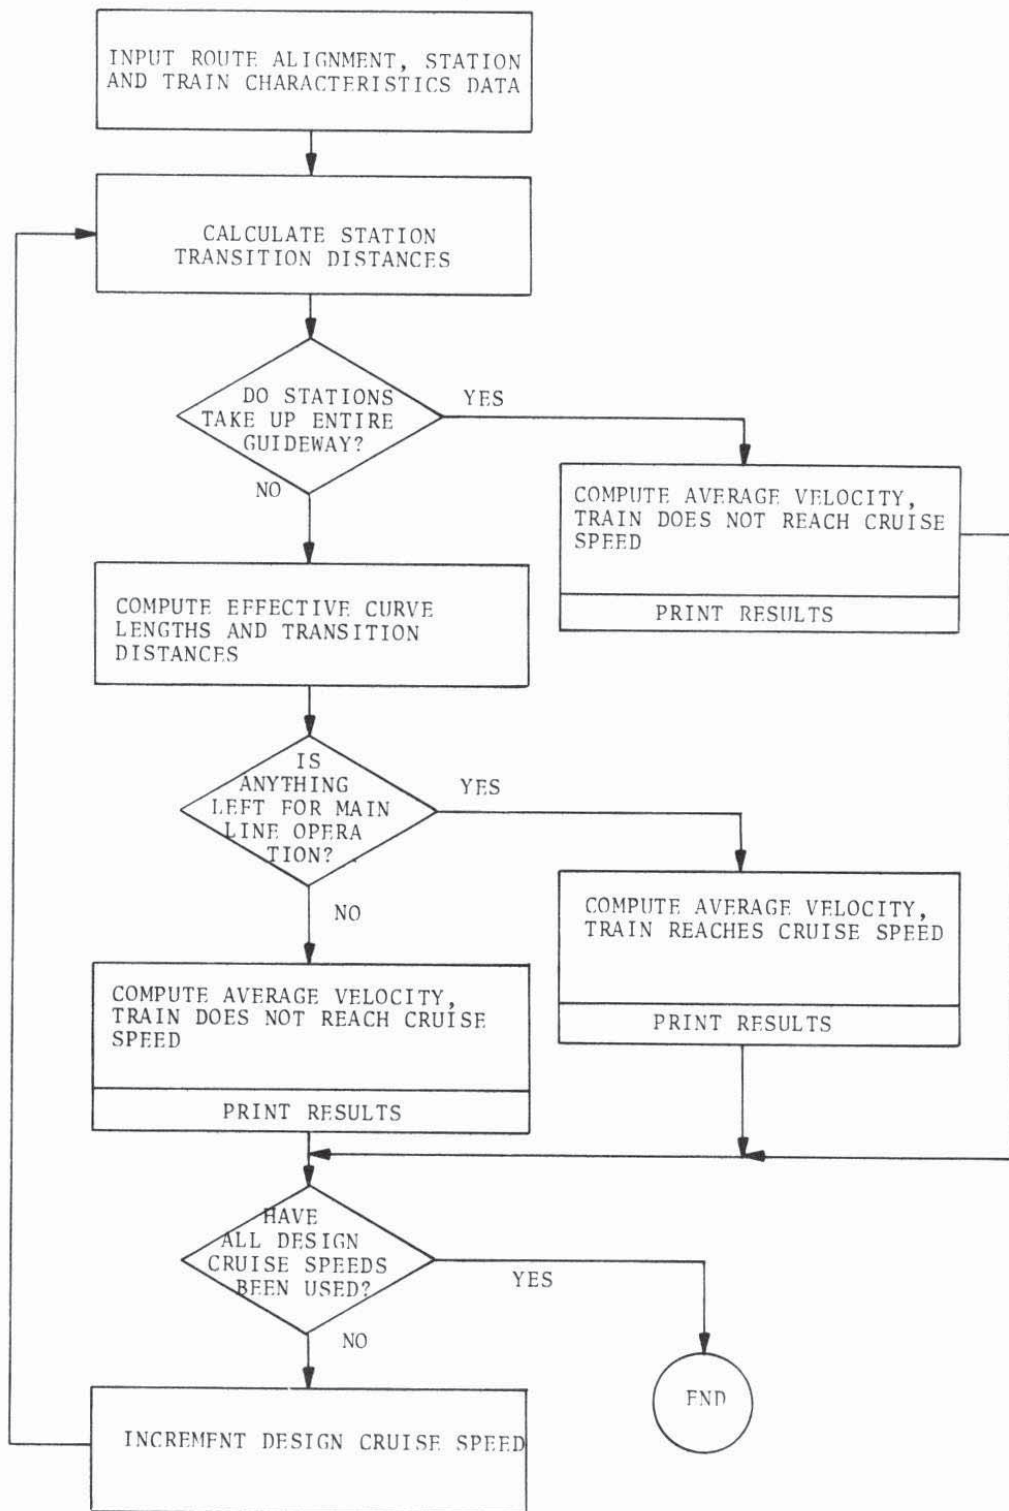 INPUT ROUTE ALIGNMENT, STATION
AND TRAIN CHARACTERISTICS DATA
CALCULATE STATION
TRANSITION DISTANCES
DO STATIONS
TAKE UP ENTIRE
GUIDEWAY?
YES
NO
COMPUTE AVERAGE VELOCITY,
TRAIN DOES NOT REACH CRUISE
SPEED
PRINT RESULTS
COMPUTE EFFECTIVE CURVE
LENGTHS AND TRANSITION
DISTANCES
IS
ANYTHING
LEFT FOR MAIN
LINE OPERA
TION?
YES
NO
COMPUTE AVERAGE VELOCITY,
TRAIN REACHES CRUISE SPEED
PRINT RESULTS
COMPUTE AVERAGE VELOCITY,
TRAIN DOES NOT REACH CRUISE
SPEED
PRINT RESULTS
HAVE
ALL DESIGN
CRUISE SPEEDS
BEEN USED?
YES
NO
END
INCREMENT DESIGN CRUISE SPEED